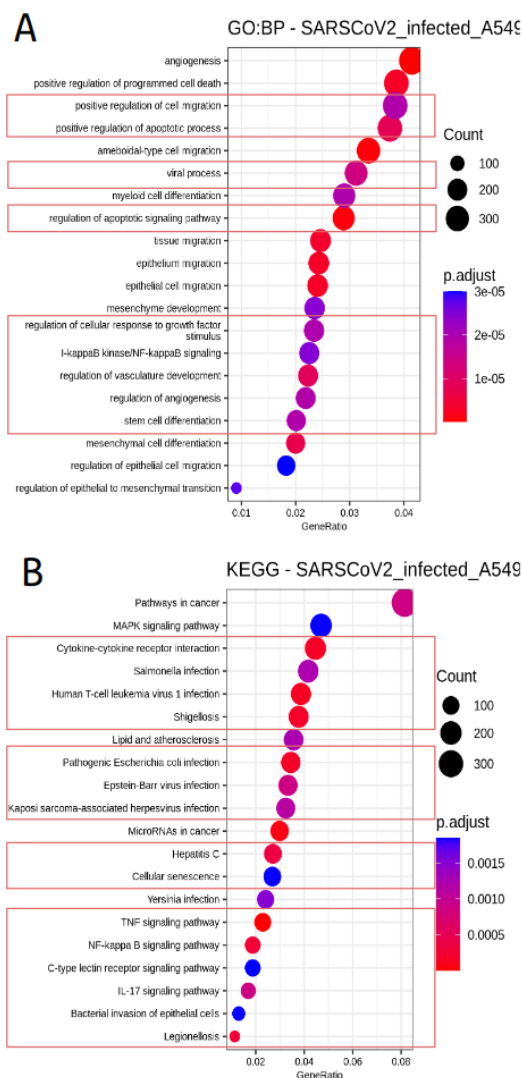 A
GO:BP - SARSCoV2_infected_A549
angiogenesis
positive regulation of programmed cell death
positive regulation of cell migration
positive regulation of apoptotic process
ameboidal-type cell migration
viral process
myeloid cell differentiation
regulation of apoptotic signaling pathway
tissue migration
epithelium migration
epithelial cell migration
mesenchyme development
regulation of cellular response to growth factor
stimulus
I-kappaB kinase/NF-kappaB signaling
regulation of vasculature development
regulation of angiogenesis
stem cell differentiation
mesenchymal cell differentiation
regulation of epithelial cell migration
regulation of epithelial to mesenchymal transition
0.01 0.02 0.03 0.04
GeneRatio
Count
100
200
300
p.adjust
3e-05
2e-05
1e-05
B
KEGG - SARSCoV2_infected_A549
Pathways in cancer
MAPK signaling pathway
Cytokine-cytokine receptor interaction
Salmonella infection
Human T-cell leukemia virus 1 infection
Shigellosis
Lipid and atherosclerosis
Pathogenic Escherichia coli infection
Epstein-Barr virus infection
Kaposi sarcoma-associated herpesvirus infection
MicroRNAs in cancer
Hepatitis C
Cellular senescence
Yersinia infection
TNF signaling pathway
NF-kappa B signaling pathway
C-type lectin receptor signaling pathway
IL-17 signaling pathway
Bacterial invasion of epithelial cells
Legionellosis
0.02 0.04 0.06 0.08
GeneRatio
Count
100
200
300
p.adjust
0.0015
0.0010
0.0005